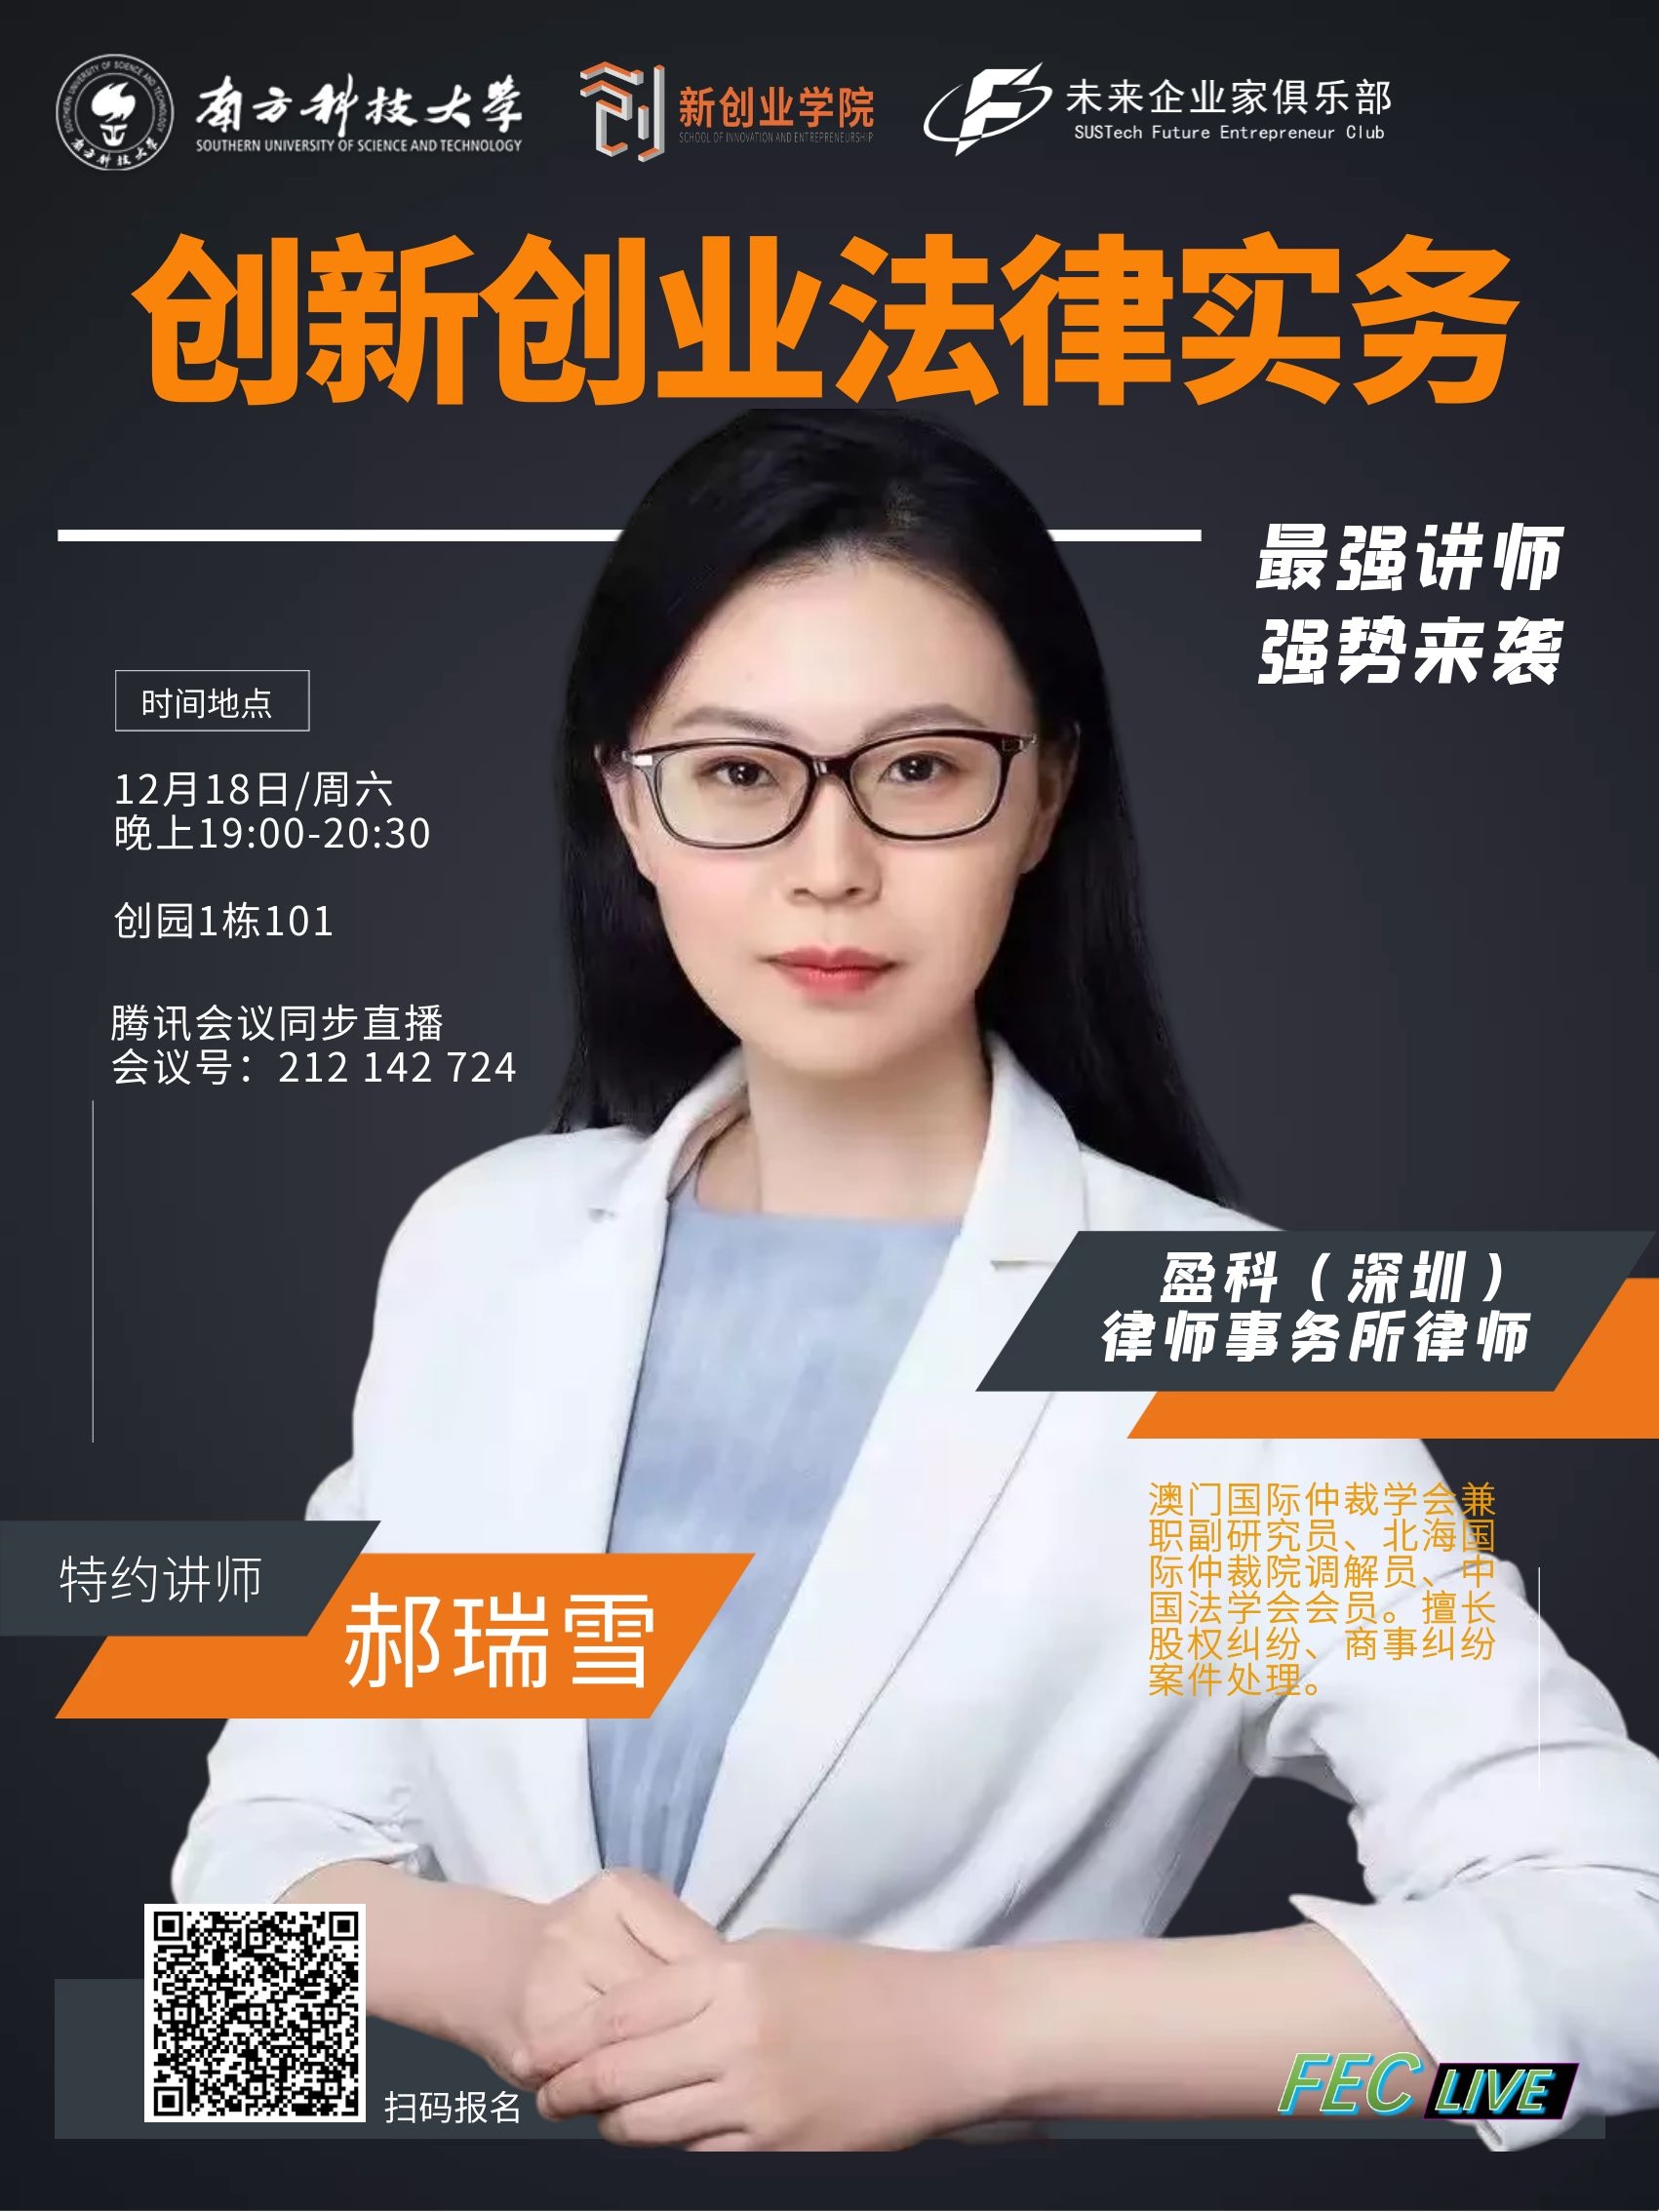 南方科技大学
SOUTHERN UNIVERSITY OF SCIENCE AND TECHNOLOGY
新创业学院
SCHOOL OF INNOVATION AND ENTREPRENEURSHIP
未来企业家俱乐部
SUSTech Future Entrepreneur Club
创新创业法律实务
最强讲师
强势来袭
时间地点
12月18日/周六
晚上19:00-20:30
创园1栋101
腾讯会议同步直播
会议号：212 142 724
盈科（深圳）
律师事务所律师
澳门国际仲裁学会兼
职副研究员、北海国
际仲裁院调解员、中
国法学会会员。擅长
股权纠纷、商事纠纷
案件处理。
特约讲师
郝瑞雪
扫码报名
FEC LIVE